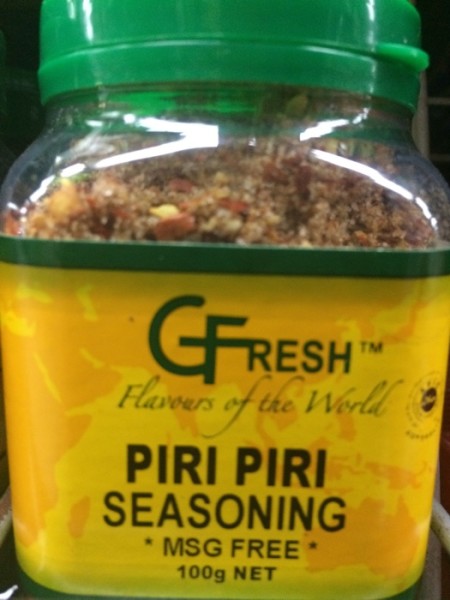 GFRESH™
Flavours of the World
PIRI PIRI
SEASONING
* MSG FREE *
100g NET